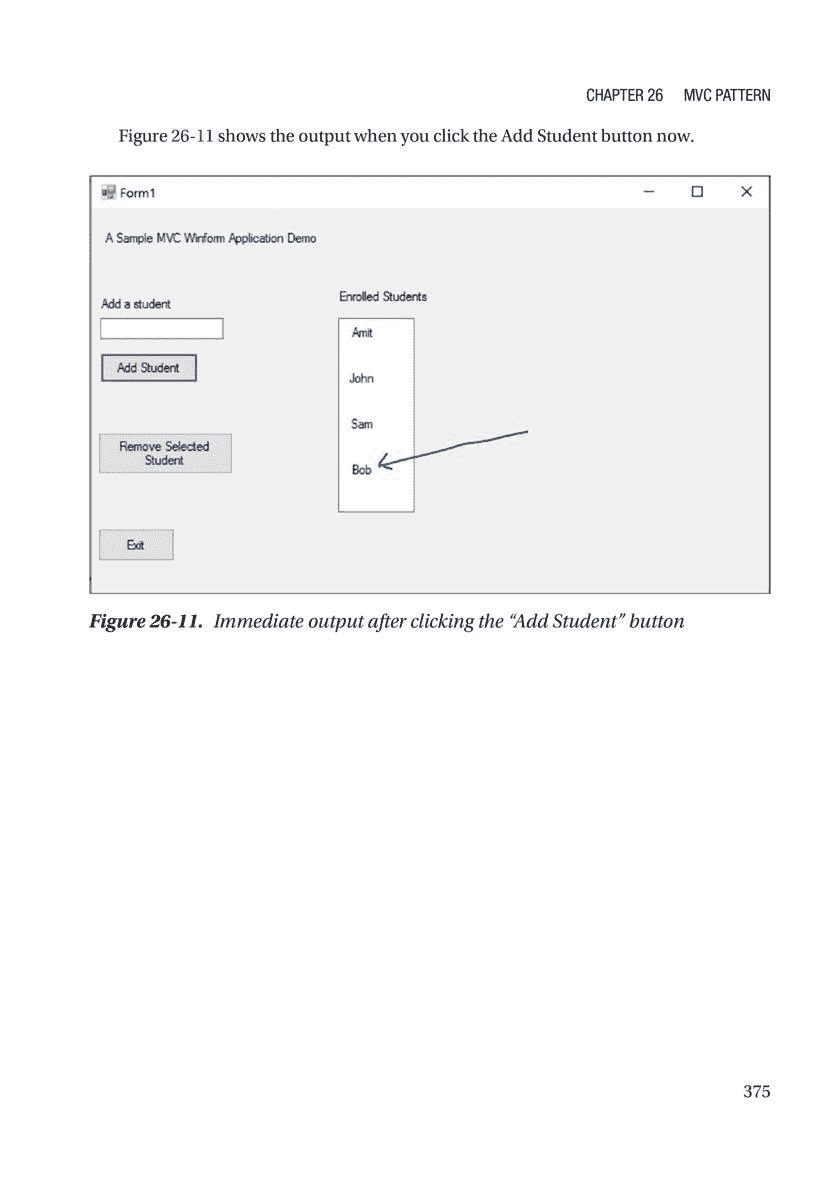 CHAPTER 26 MVC PATTERN
Figure 26-11 shows the output when you click the Add Student button now.
Form1
A Sample MVC Winform Application Demo
Add a student
Enrolled Students
Amit
Add Student
John
Sam
Remove Selected
Student
Bob
Exit
Figure 26-11. Immediate output after clicking the “Add Student” button
375